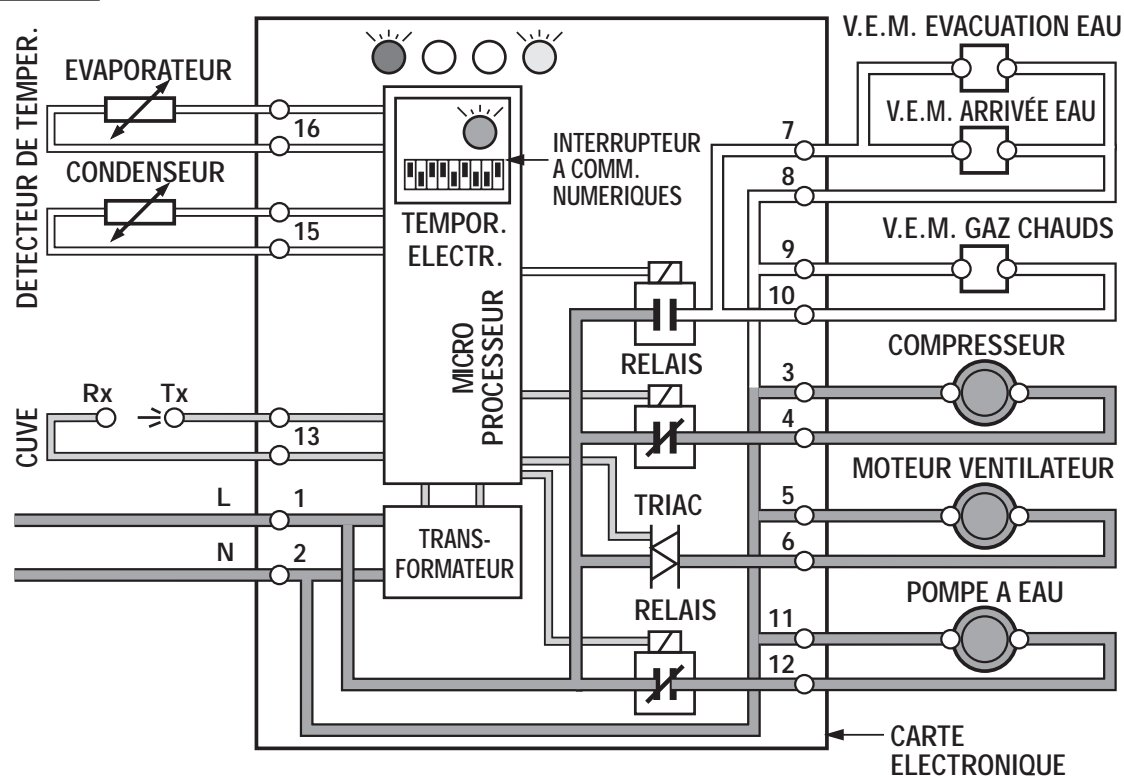 DETECTEUR DE TEMPER.
EVAPORATEUR
16
CONDENSEUR
15
TEMPOR.
ELECTR.
MICRO
PROCESSEUR
INTERRUPTEUR
A COMM.
NUMERIQUES
V.E.M. EVACUATION EAU
7
V.E.M. ARRIVÉE EAU
8
V.E.M. GAZ CHAUDS
9
10
RELAIS
COMPRESSEUR
3
4
CUVE
Rx
Tx
13
MOTEUR VENTILATEUR
L
1
N
2
TRANS-
FORMATEUR
TRIAC
5
6
RELAIS
POMPE A EAU
11
12
CARTE
ELECTRONIQUE